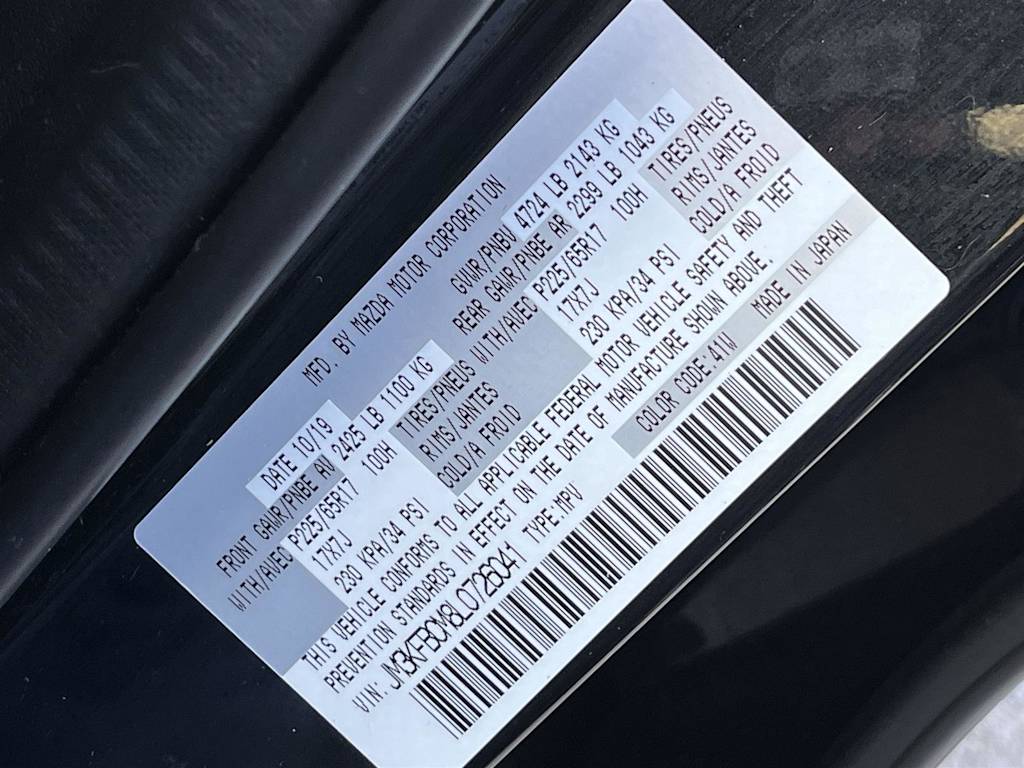 MFD. BY MAZDA MOTOR CORPORATION
DATE 10/19 GVWR/PNBV 4724 LB 2143 KG
FRONT GAWR/PNBE AV 2425 LB 1100 KG REAR GAWR/PNBE AR 2299 LB 1043 KG
WITH/AVEC P225/65R17 100H TIRES/PNEUS WITH/AVEC P225/65R17 100H TIRES/PNEUS
17X7J RIMS/JANTES 17X7J RIMS/JANTES
230 KPA/34 PSI COLD/A FROID 230 KPA/34 PSI COLD/A FROID
THIS VEHICLE CONFORMS TO ALL APPLICABLE FEDERAL MOTOR VEHICLE SAFETY AND THEFT
PREVENTION STANDARDS IN EFFECT ON THE DATE OF MANUFACTURE SHOWN ABOVE.
VIN: JM3KFBCM8L0726041 TYPE:MPV COLOR CODE:41W MADE IN JAPAN